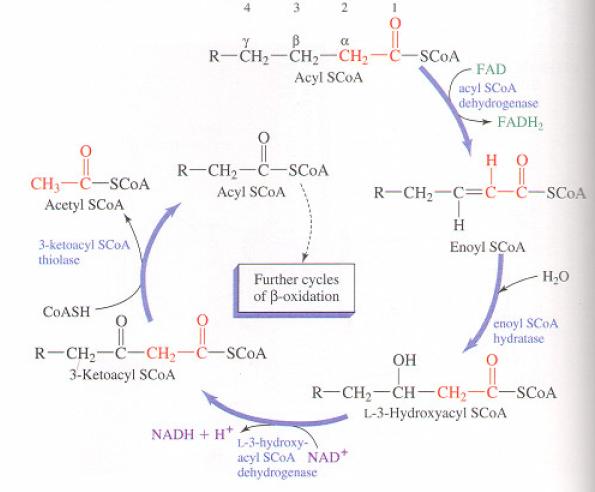 4 3 2 1
O
γ β α
R—CH₂—CH₂—CH₂—C—SCoA
Acyl SCoA
FAD
acyl SCoA
dehydrogenase
FADH₂
O
R—CH₂—C—SCoA
Acyl SCoA
O
CH₃—C—SCoA
Acetyl SCoA
H O
R—CH₂—C=C—C—SCoA
H
Enoyl SCoA
3-ketoacyl SCoA
thiolase
Further cycles
of β-oxidation
H₂O
CoASH
enoyl SCoA
hydratase
O O
R—CH₂—C—CH₂—C—SCoA
3-Ketoacyl SCoA
OH O
R—CH₂—CH—CH₂—C—SCoA
L-3-Hydroxyacyl SCoA
NADH + H⁺
L-3-hydroxy-
acyl SCoA
dehydrogenase
NAD⁺